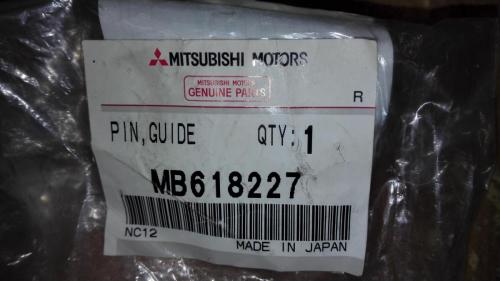 MITSUBISHI MOTORS
MITSUBISHI MOTORS
GENUINE PARTS
R
PIN,GUIDE QTY:1
MB618227
NC12
MADE IN JAPAN